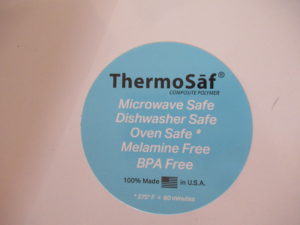 ThermoSāf®
COMPOSITE POLYMER
Microwave Safe
Dishwasher Safe
Oven Safe *
Melamine Free
BPA Free
100% Made in U.S.A.
* 275° F < 60 minutes